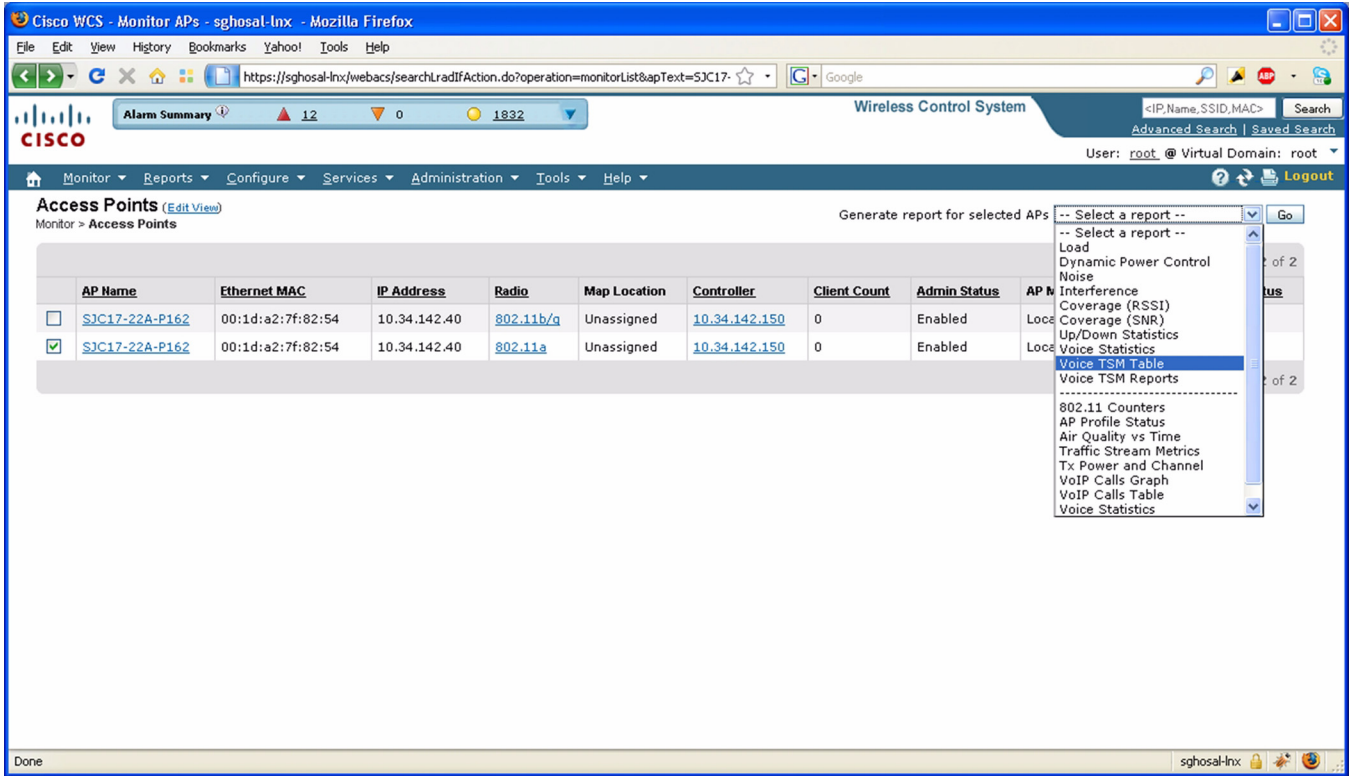 Cisco WCS - Monitor APs - sghosal-lnx - Mozilla Firefox
File Edit View History Bookmarks Yahoo! Tools Help
https://sghosal-lnx/webacs/searchLradIfAction.do?operation=monitorList&apText=SJC17- G Google
ABP
CISCO
Alarm Summary 12 0 1832
Wireless Control System
<IP,Name,SSID,MAC> Search
Advanced Search | Saved Search
User: root @ Virtual Domain: root
Monitor Reports Configure Services Administration Tools Help
Logout
Access Points (Edit View)
Monitor > Access Points
Generate report for selected APs -- Select a report -- Go
-- Select a report --
Load
Dynamic Power Control
Noise
Interference
Coverage (RSSI)
Coverage (SNR)
Up/Down Statistics
Voice Statistics
Voice TSM Table
Voice TSM Reports
--------------------------------
802.11 Counters
AP Profile Status
Air Quality vs Time
Traffic Stream Metrics
Tx Power and Channel
VoIP Calls Graph
VoIP Calls Table
Voice Statistics
of 2
AP Name Ethernet MAC IP Address Radio Map Location Controller Client Count Admin Status AP M tus
SJC17-22A-P162 00:1d:a2:7f:82:54 10.34.142.40 802.11b/g Unassigned 10.34.142.150 0 Enabled Loca
SJC17-22A-P162 00:1d:a2:7f:82:54 10.34.142.40 802.11a Unassigned 10.34.142.150 0 Enabled Loca
of 2
Done
sghosal-lnx